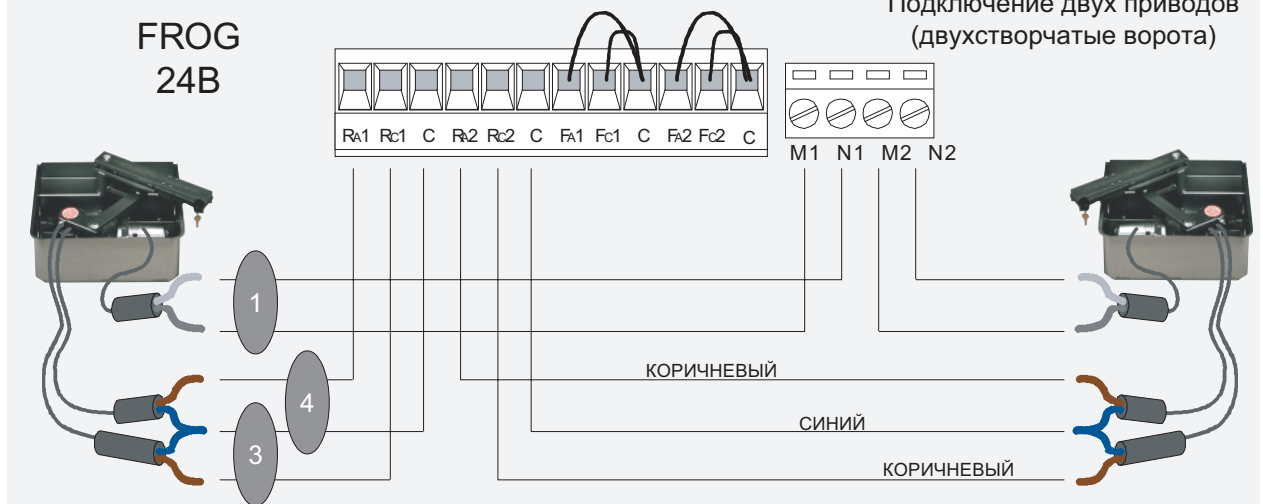 Подключение двух приводов
(двухстворчатые ворота)
FROG
24В
RA1 RC1 C RA2 RC2 C FA1 FC1 C FA2 FC2 C
M1 N1 M2 N2
1
КОРИЧНЕВЫЙ
4
СИНИЙ
3
КОРИЧНЕВЫЙ